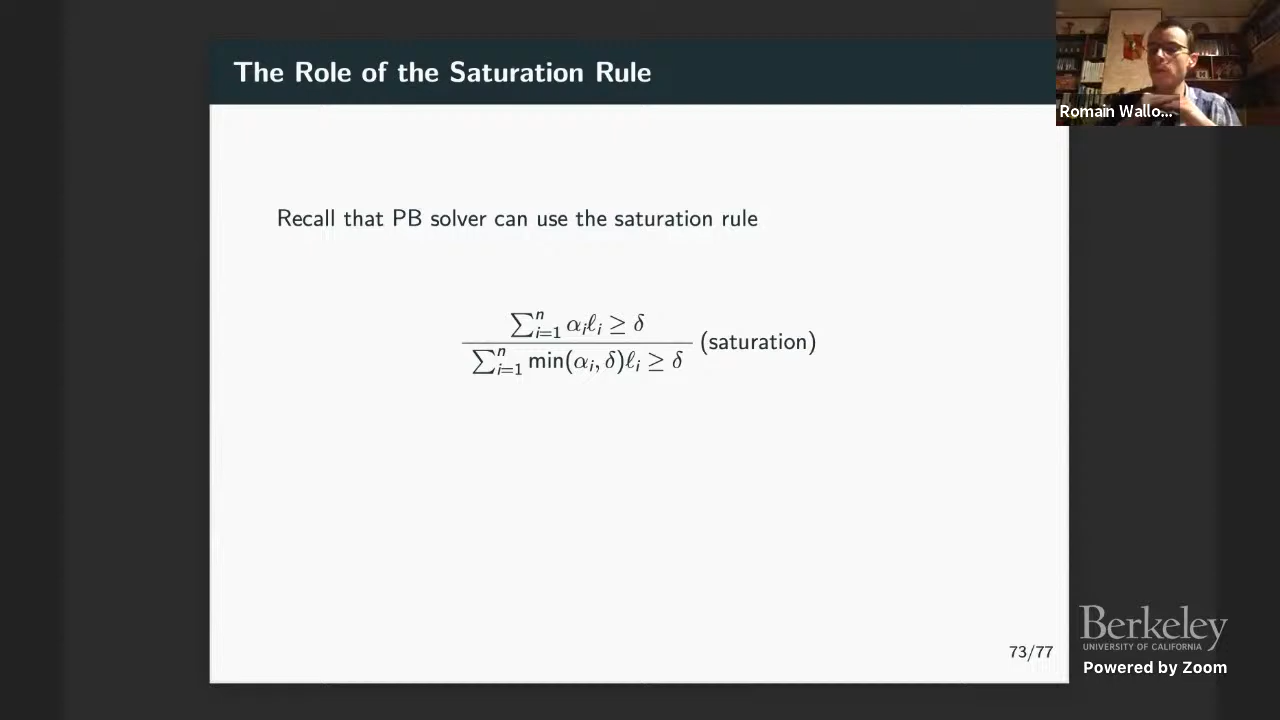 The Role of the Saturation Rule
Romain Wallo...
Recall that PB solver can use the saturation rule
∑ⁿᵢ₌₁ αᵢℓᵢ ≥ δ
∑ⁿᵢ₌₁ min(αᵢ, δ)ℓᵢ ≥ δ
(saturation)
73/77
Berkeley
UNIVERSITY OF CALIFORNIA
Powered by Zoom